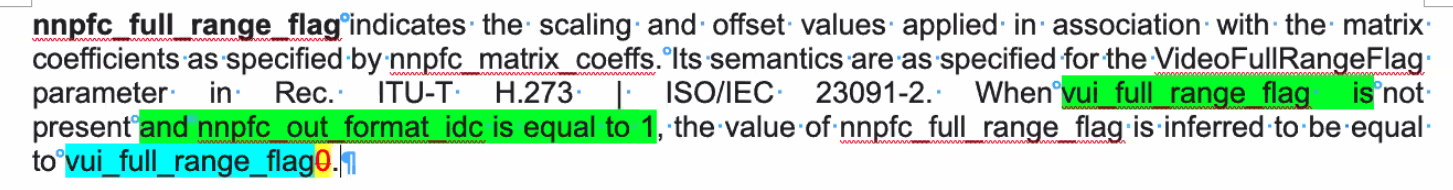 nnpfc_full_range_flag indicates the scaling and offset values applied in association with the matrix
coefficients as specified by nnpfc_matrix_coeffs. Its semantics are as specified for the VideoFullRangeFlag
parameter in Rec. ITU-T H.273 | ISO/IEC 23091-2. When vui_full_range_flag is not
present and nnpfc_out_format_idc is equal to 1, the value of nnpfc_full_range_flag is inferred to be equal
to vui_full_range_flag0.¶